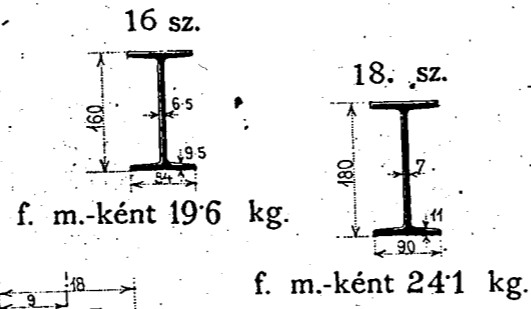 16 sz.
160
6·5
9·5
84
f. m.-ként 19·6 kg.
18. sz.
180
7
11
90
f. m.-ként 24·1 kg.
18
9